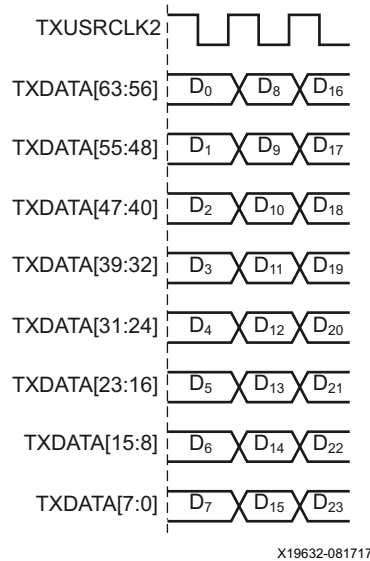 TXUSRCLK2
TXDATA[63:56] D₀ D₈ D₁₆
TXDATA[55:48] D₁ D₉ D₁₇
TXDATA[47:40] D₂ D₁₀ D₁₈
TXDATA[39:32] D₃ D₁₁ D₁₉
TXDATA[31:24] D₄ D₁₂ D₂₀
TXDATA[23:16] D₅ D₁₃ D₂₁
TXDATA[15:8] D₆ D₁₄ D₂₂
TXDATA[7:0] D₇ D₁₅ D₂₃
X19632-081717